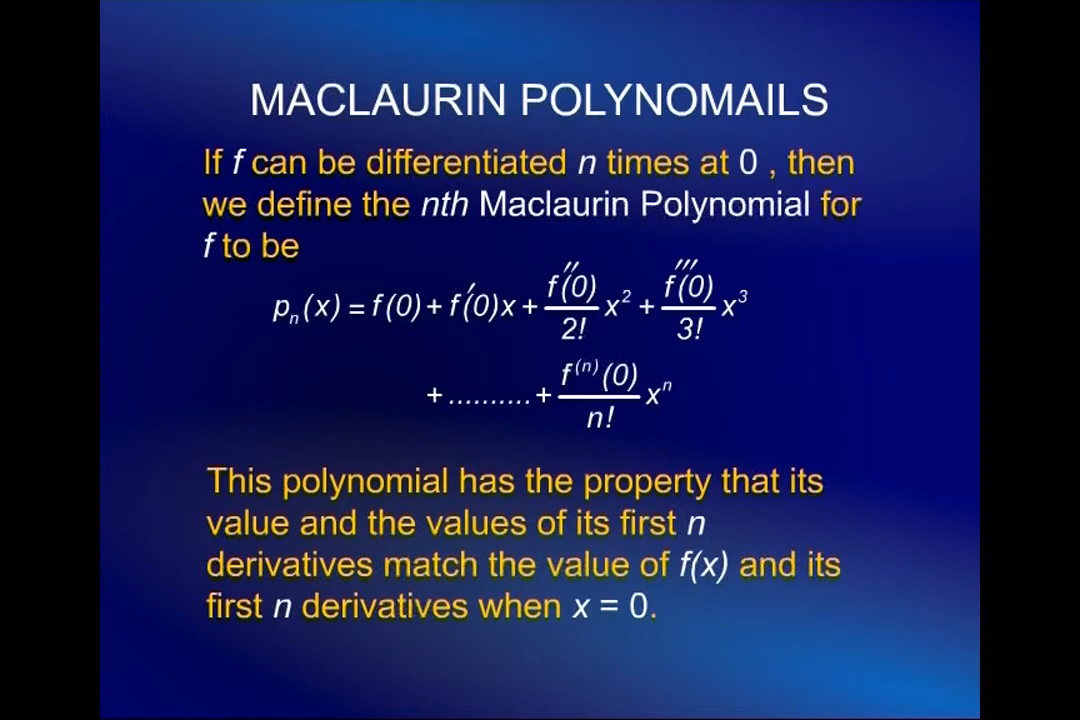 MACLAURIN POLYNOMAILS
If f can be differentiated n times at 0 , then
we define the nth Maclaurin Polynomial for
f to be
pₙ(x) = f(0) + f′(0)x + f″(0)/2! x² + f‴(0)/3! x³
+ .......... + f⁽ⁿ⁾(0)/n! xⁿ
This polynomial has the property that its
value and the values of its first n
derivatives match the value of f(x) and its
first n derivatives when x = 0.